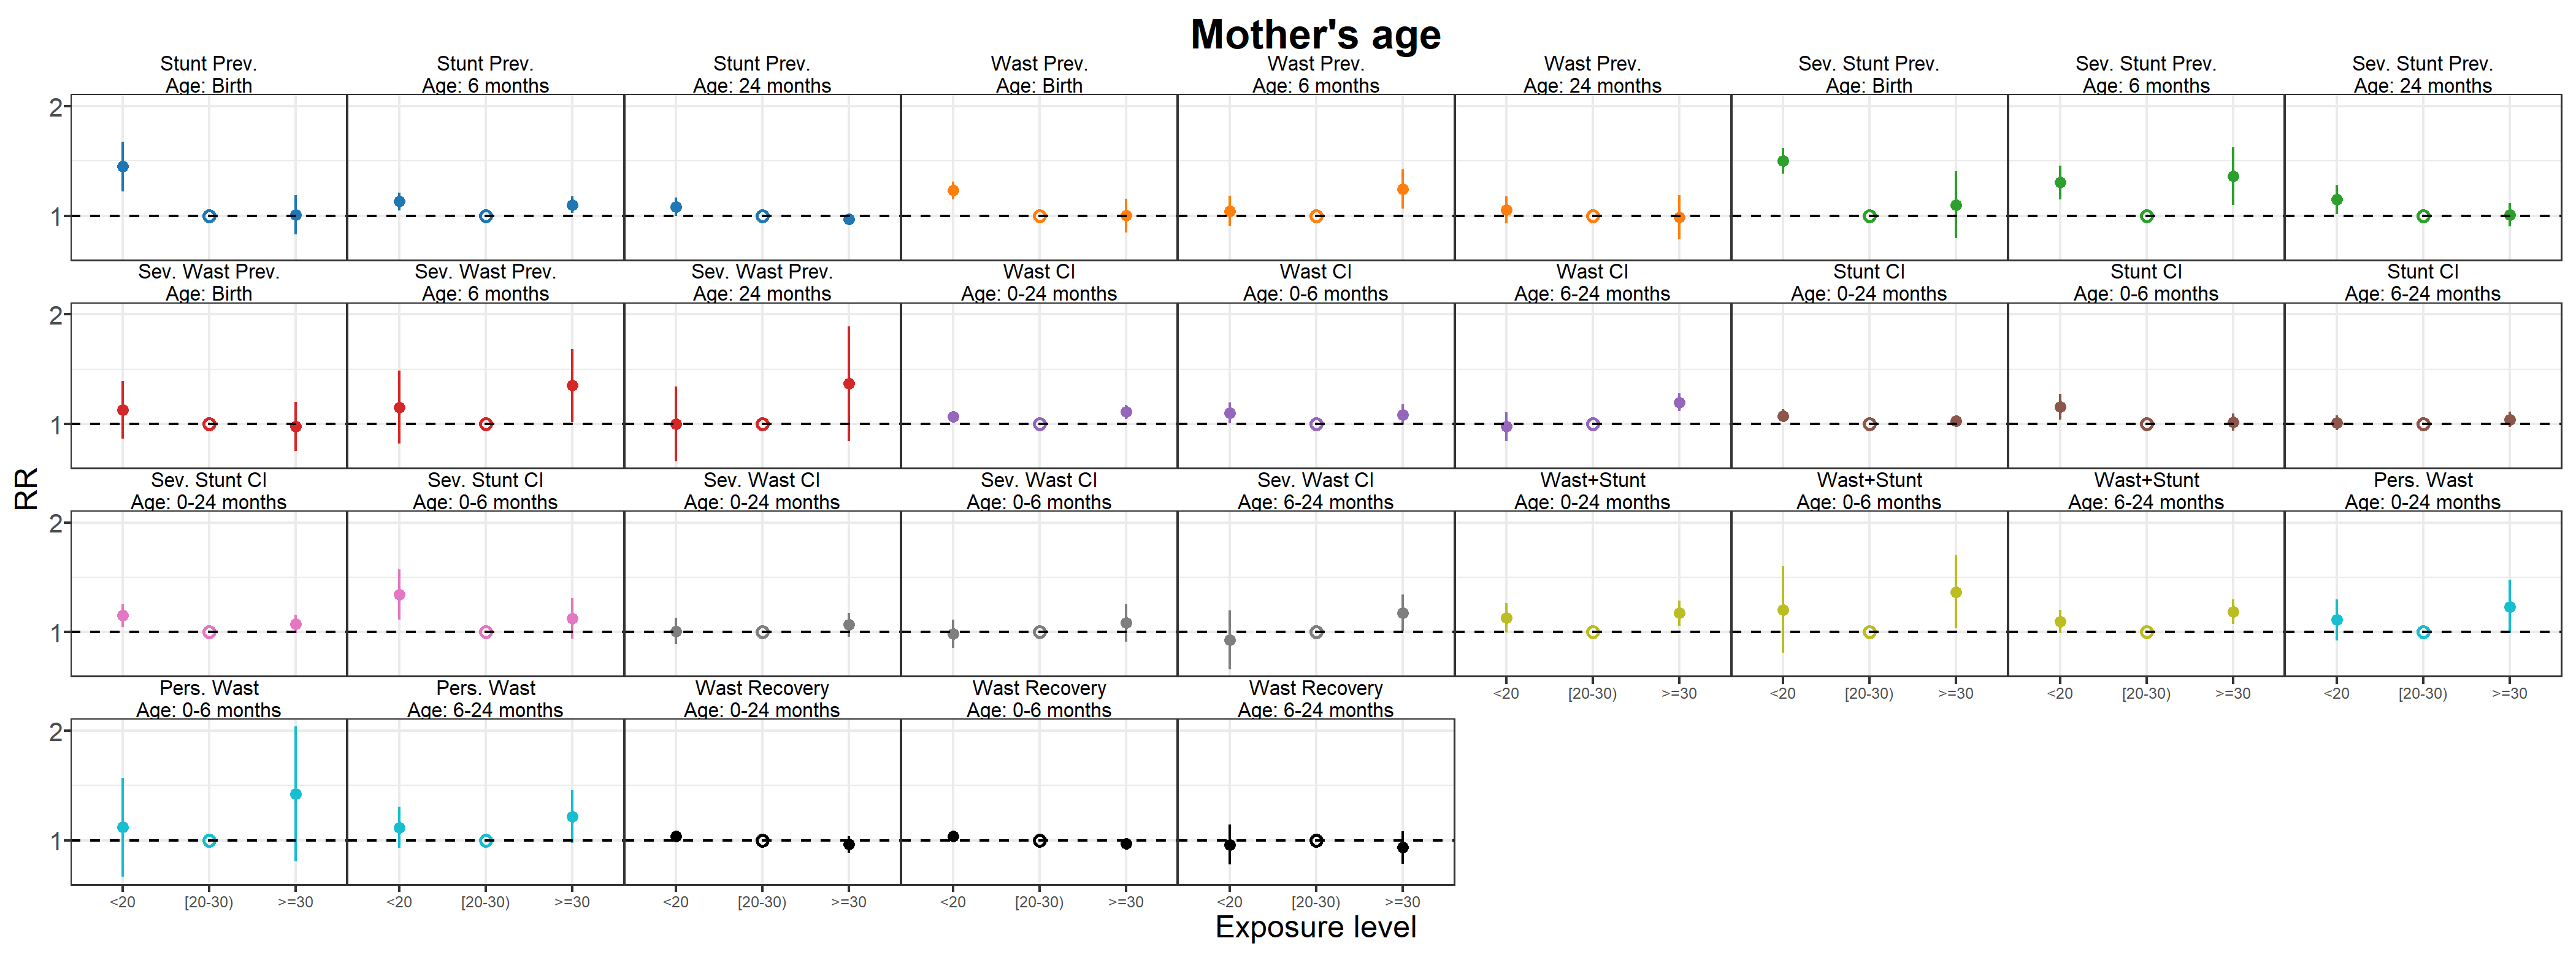 Mother's age
Stunt Prev. Stunt Prev. Stunt Prev. Wast Prev. Wast Prev. Wast Prev. Sev. Stunt Prev. Sev. Stunt Prev. Sev. Stunt Prev.
Age: Birth Age: 6 months Age: 24 months Age: Birth Age: 6 months Age: 24 months Age: Birth Age: 6 months Age: 24 months
2
1
Sev. Wast Prev. Sev. Wast Prev. Sev. Wast Prev. Wast CI Wast CI Wast CI Stunt CI Stunt CI Stunt CI
Age: Birth Age: 6 months Age: 24 months Age: 0-24 months Age: 0-6 months Age: 6-24 months Age: 0-24 months Age: 0-6 months Age: 6-24 months
2
1
RR
Sev. Stunt CI Sev. Stunt CI Sev. Wast CI Sev. Wast CI Sev. Wast CI Wast+Stunt Wast+Stunt Wast+Stunt Pers. Wast
Age: 0-24 months Age: 0-6 months Age: 0-24 months Age: 0-6 months Age: 6-24 months Age: 0-24 months Age: 0-6 months Age: 6-24 months Age: 0-24 months
2
1
<20 [20-30) >=30 <20 [20-30) >=30 <20 [20-30) >=30 <20 [20-30) >=30
Pers. Wast Pers. Wast Wast Recovery Wast Recovery Wast Recovery
Age: 0-6 months Age: 6-24 months Age: 0-24 months Age: 0-6 months Age: 6-24 months
2
1
<20 [20-30) >=30 <20 [20-30) >=30 <20 [20-30) >=30 <20 [20-30) >=30 <20 [20-30) >=30
Exposure level